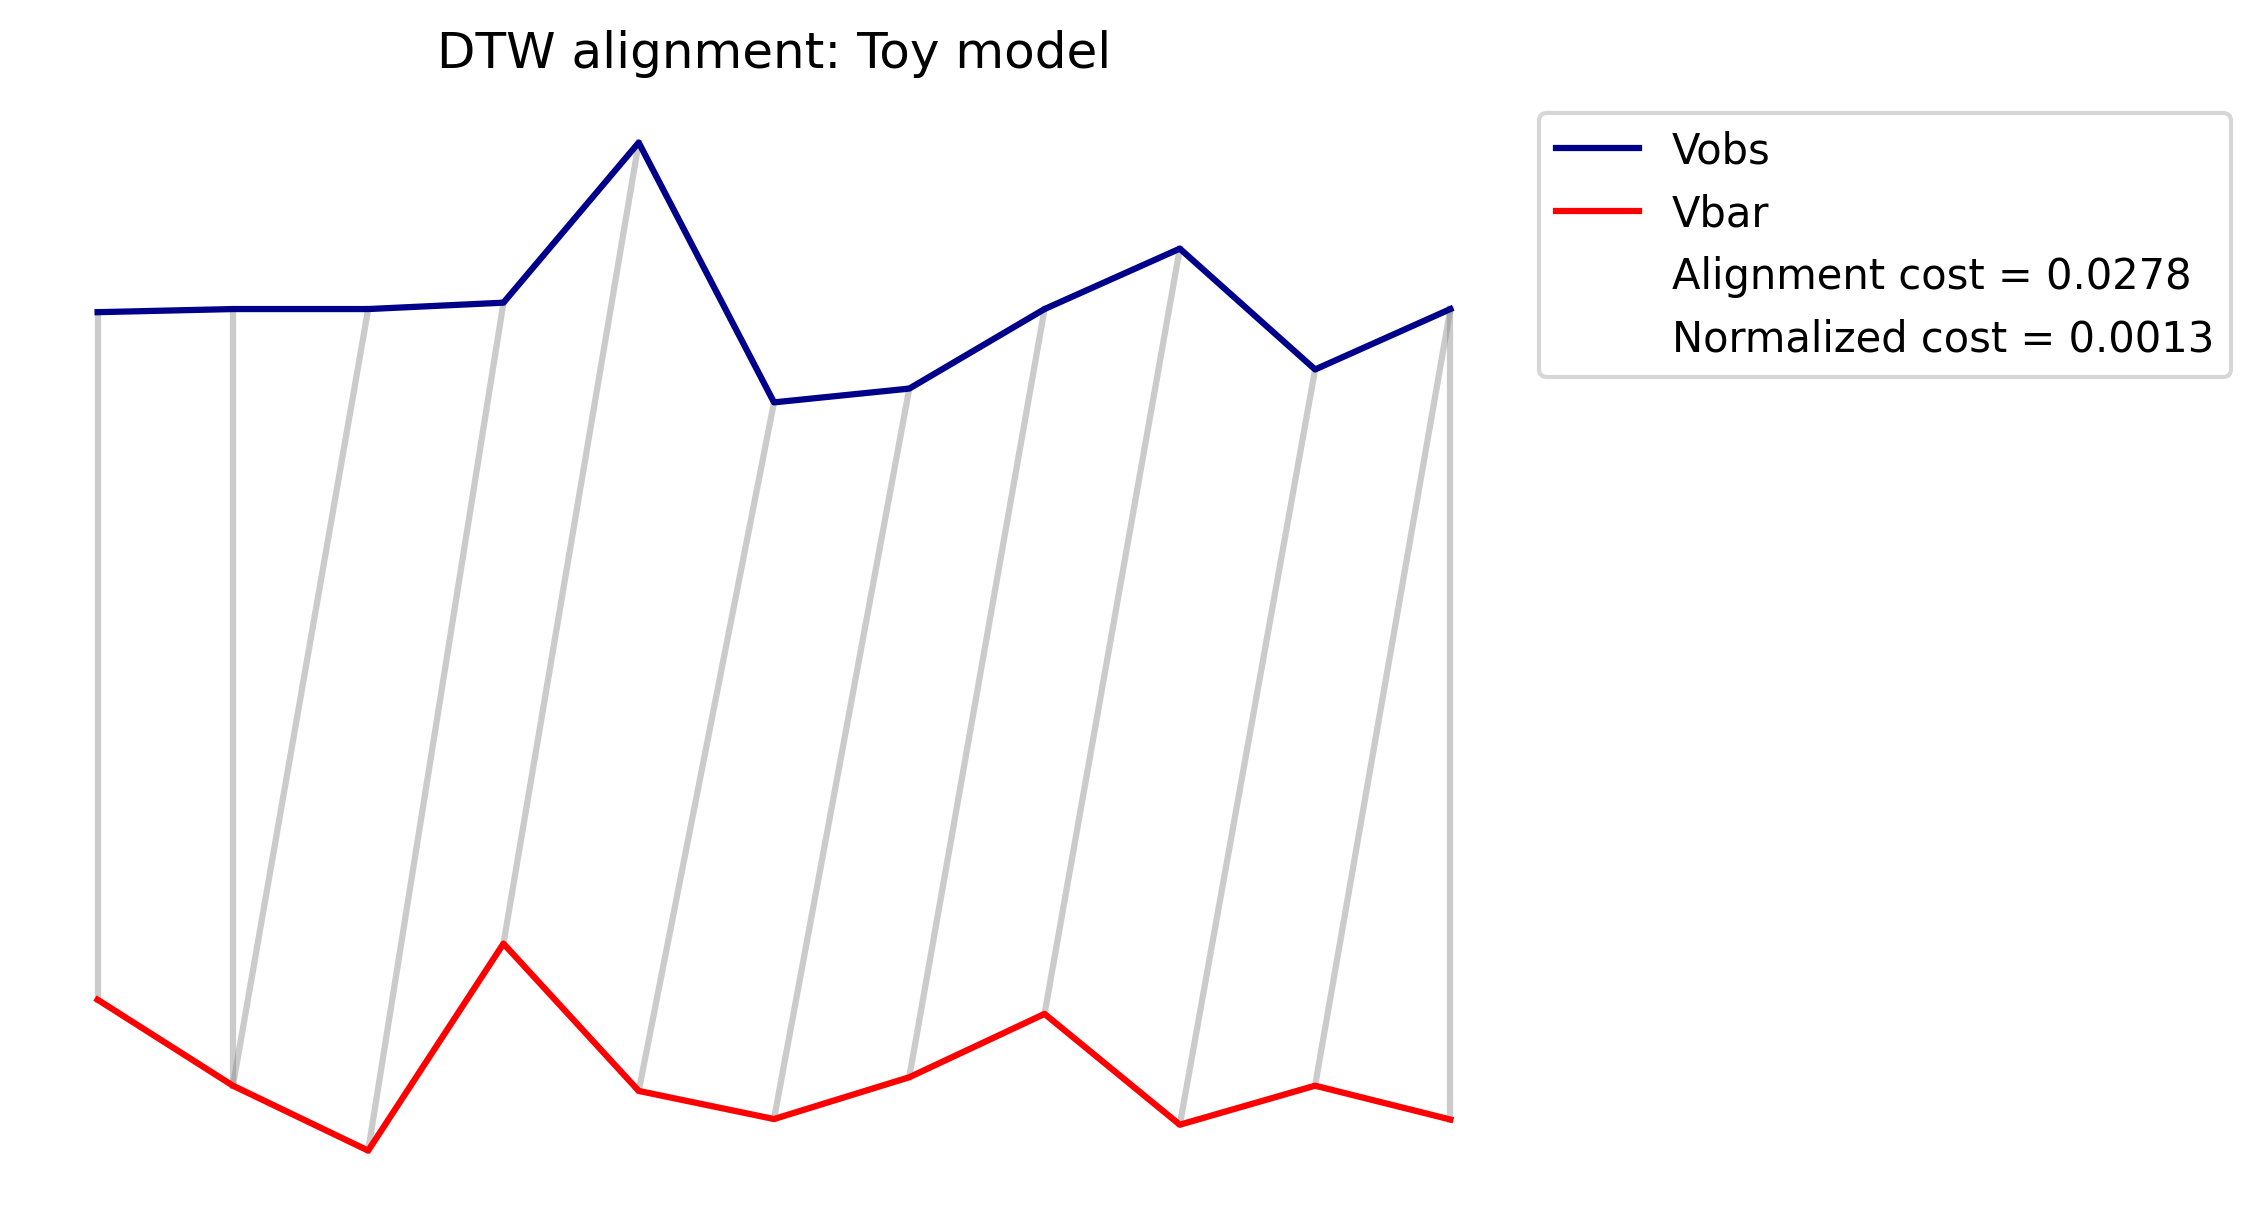 DTW alignment: Toy model
Vobs
Vbar
Alignment cost = 0.0278
Normalized cost = 0.0013